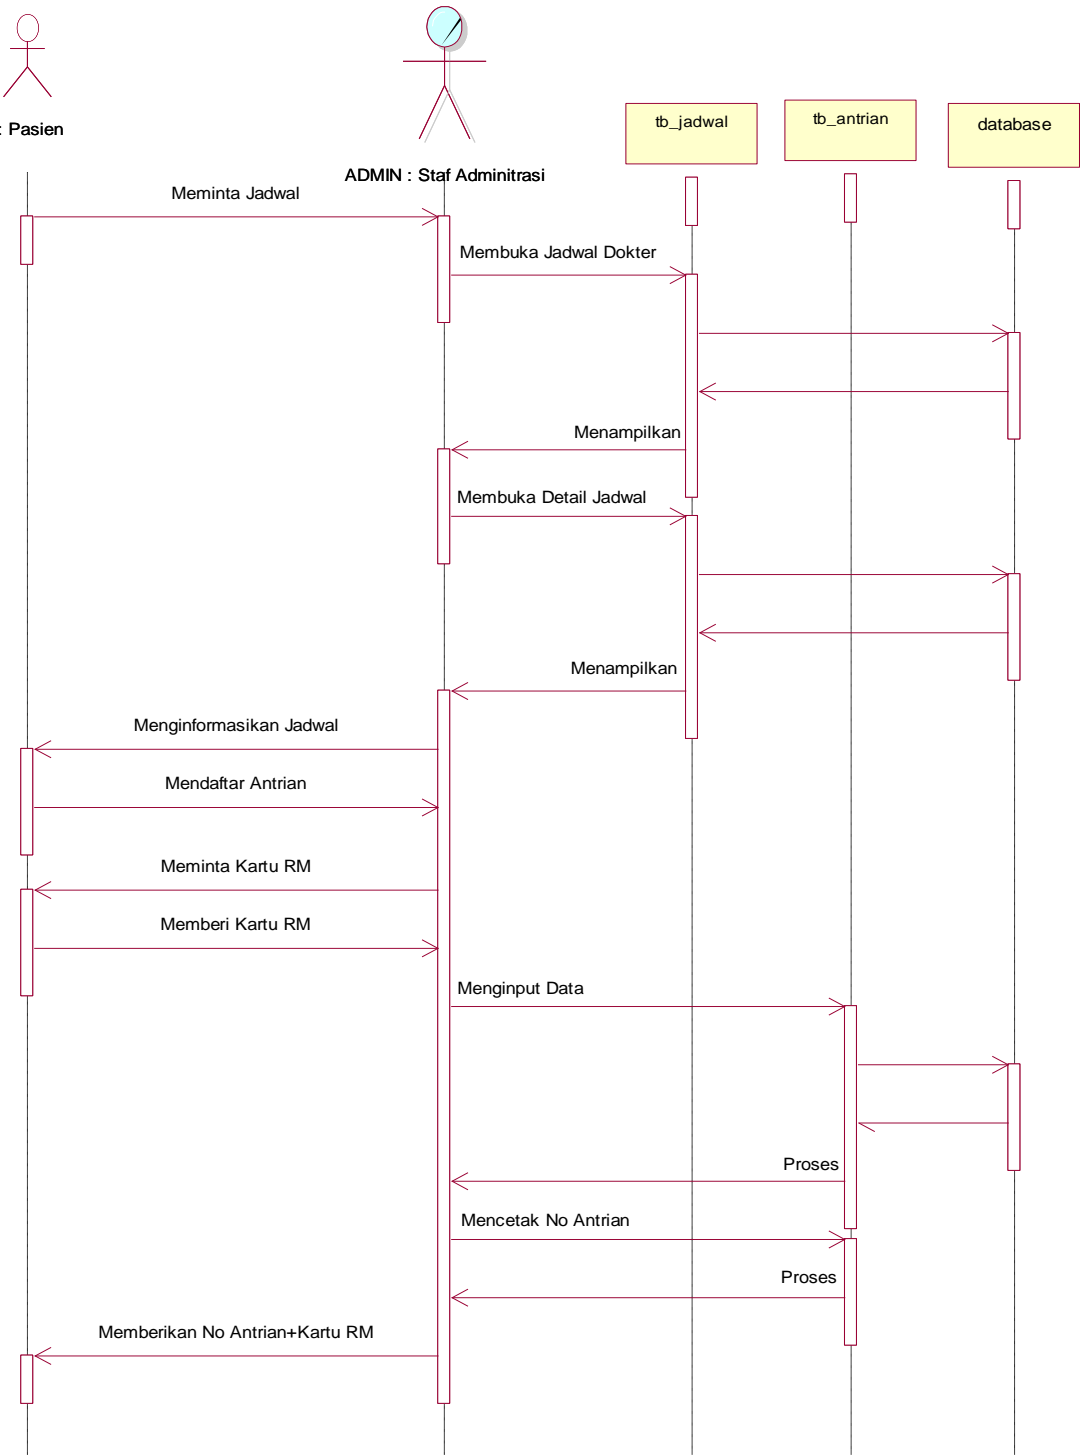 : Pasien
ADMIN : Staf Adminitrasi
tb_jadwal
tb_antrian
database
Meminta Jadwal
Membuka Jadwal Dokter
Menampilkan
Membuka Detail Jadwal
Menampilkan
Menginformasikan Jadwal
Mendaftar Antrian
Meminta Kartu RM
Memberi Kartu RM
Menginput Data
Proses
Mencetak No Antrian
Proses
Memberikan No Antrian+Kartu RM